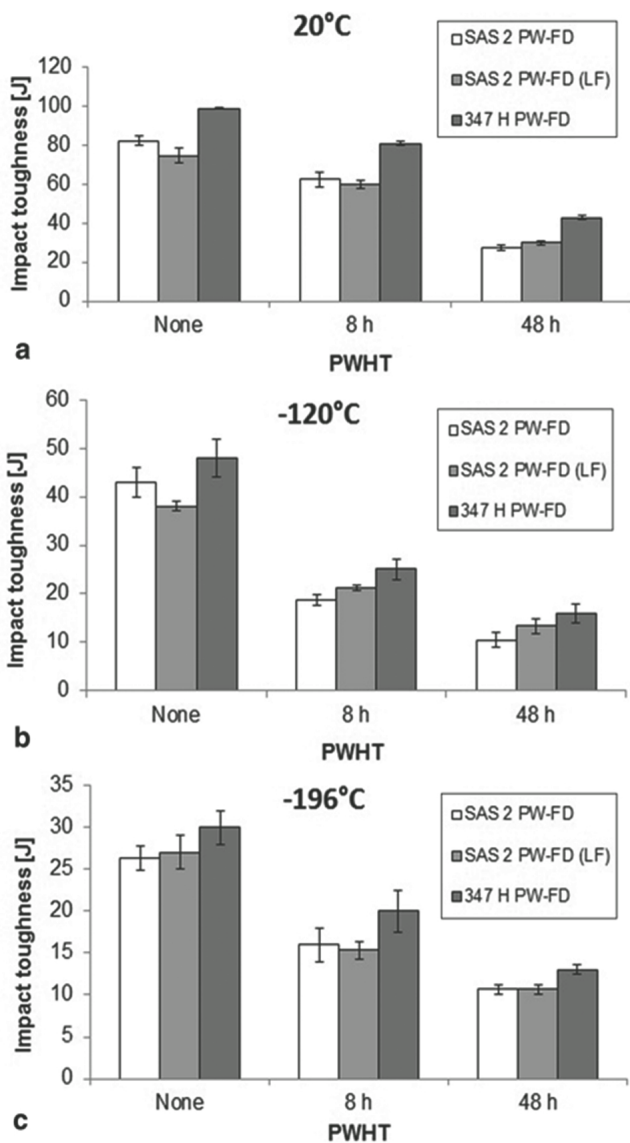 20°C
SAS 2 PW-FD
SAS 2 PW-FD (LF)
347 H PW-FD
Impact toughness [J]
120
100
80
60
40
20
0
None 8 h 48 h
PWHT
a
-120°C
SAS 2 PW-FD
SAS 2 PW-FD (LF)
347 H PW-FD
Impact toughness [J]
60
50
40
30
20
10
0
None 8 h 48 h
PWHT
b
-196°C
SAS 2 PW-FD
SAS 2 PW-FD (LF)
347 H PW-FD
Impact toughness [J]
35
30
25
20
15
10
5
0
None 8 h 48 h
PWHT
c